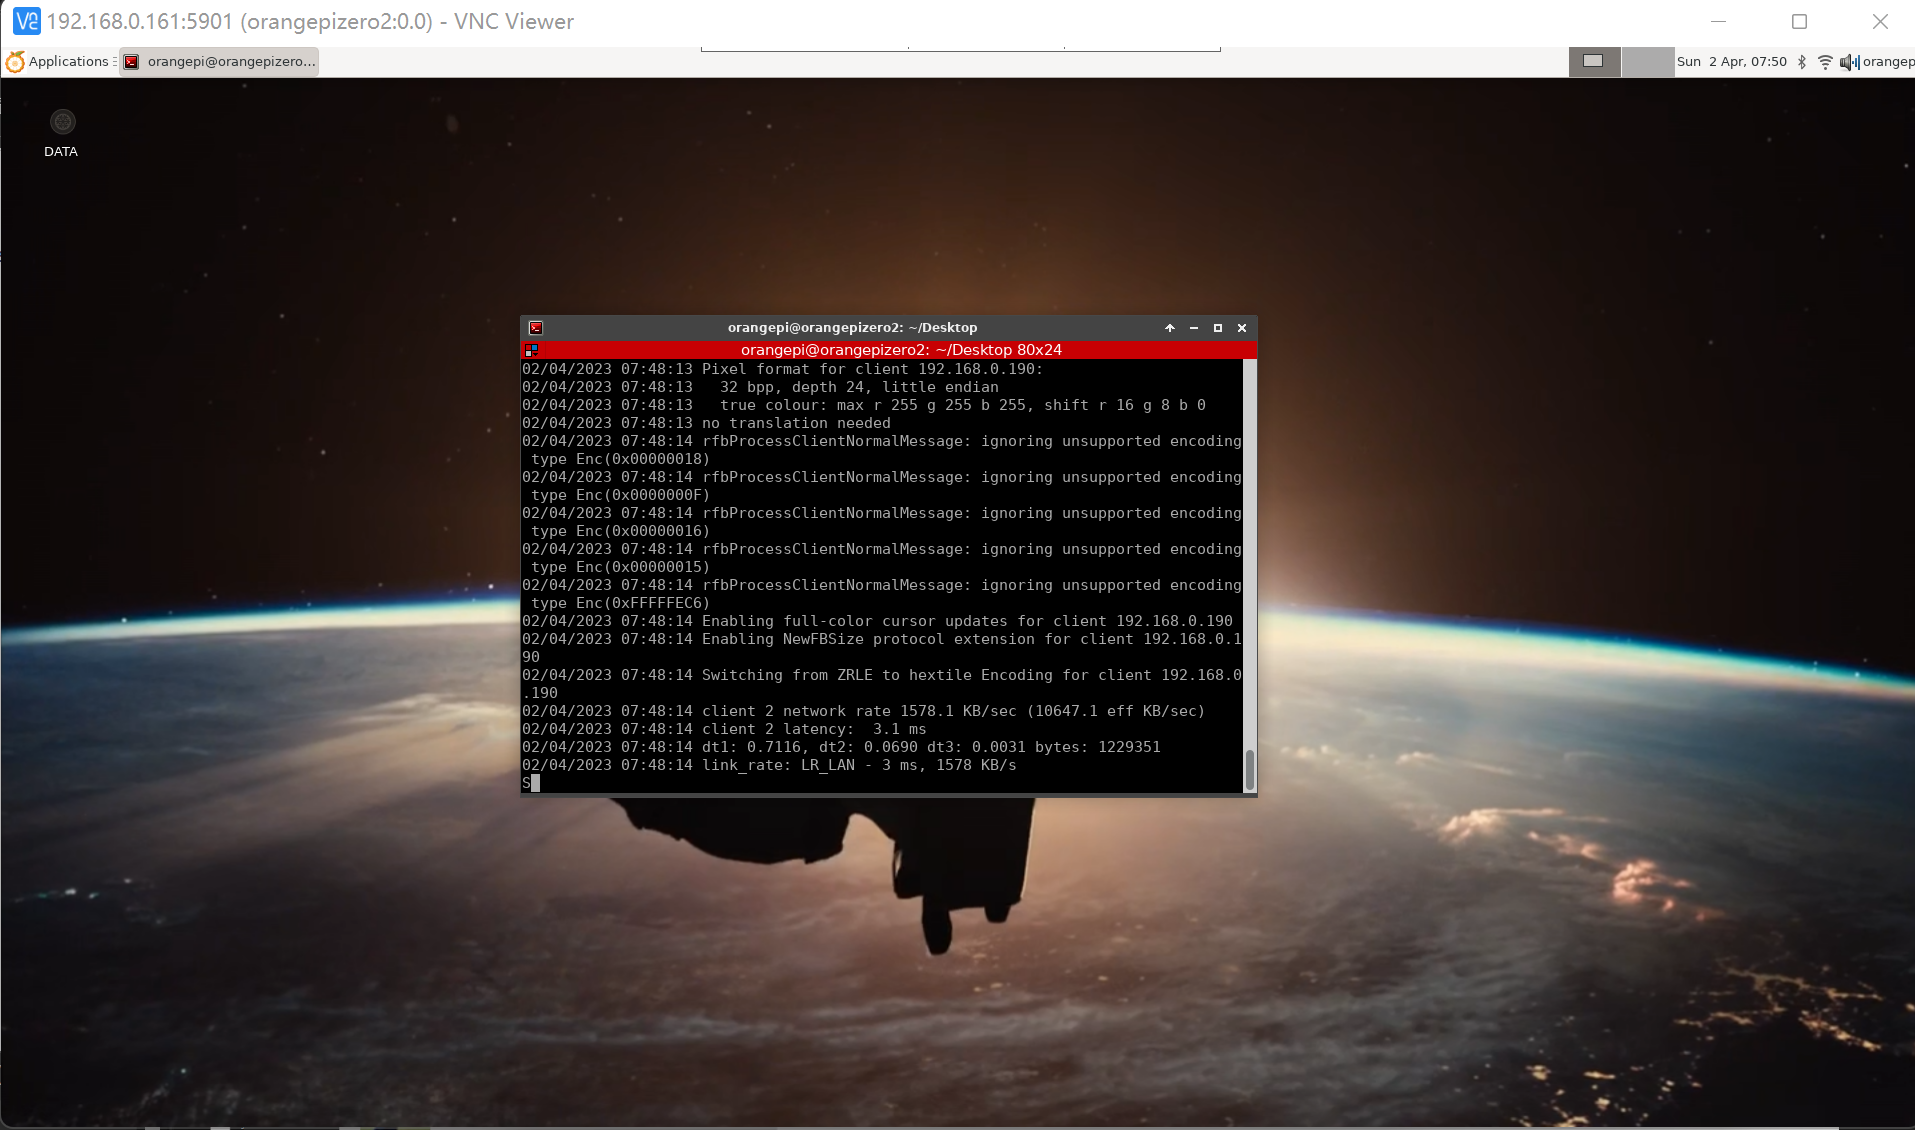 192.168.0.161:5901 (orangepizero2:0.0) - VNC Viewer
Applications
orangepi@orangepizero...
Sun 2 Apr, 07:50
orangep
DATA
orangepi@orangepizero2: ~/Desktop
orangepi@orangepizero2: ~/Desktop 80x24
02/04/2023 07:48:13 Pixel format for client 192.168.0.190:
02/04/2023 07:48:13   32 bpp, depth 24, little endian
02/04/2023 07:48:13   true colour: max r 255 g 255 b 255, shift r 16 g 8 b 0
02/04/2023 07:48:13 no translation needed
02/04/2023 07:48:14 rfbProcessClientNormalMessage: ignoring unsupported encoding
 type Enc(0x00000018)
02/04/2023 07:48:14 rfbProcessClientNormalMessage: ignoring unsupported encoding
 type Enc(0x0000000F)
02/04/2023 07:48:14 rfbProcessClientNormalMessage: ignoring unsupported encoding
 type Enc(0x00000016)
02/04/2023 07:48:14 rfbProcessClientNormalMessage: ignoring unsupported encoding
 type Enc(0x00000015)
02/04/2023 07:48:14 rfbProcessClientNormalMessage: ignoring unsupported encoding
 type Enc(0xFFFFFEC6)
02/04/2023 07:48:14 Enabling full-color cursor updates for client 192.168.0.190
02/04/2023 07:48:14 Enabling NewFBSize protocol extension for client 192.168.0.1
90
02/04/2023 07:48:14 Switching from ZRLE to hextile Encoding for client 192.168.0
.190
02/04/2023 07:48:14 client 2 network rate 1578.1 KB/sec (10647.1 eff KB/sec)
02/04/2023 07:48:14 client 2 latency:  3.1 ms
02/04/2023 07:48:14 dt1: 0.7116, dt2: 0.0690 dt3: 0.0031 bytes: 1229351
02/04/2023 07:48:14 link_rate: LR_LAN - 3 ms, 1578 KB/s
S